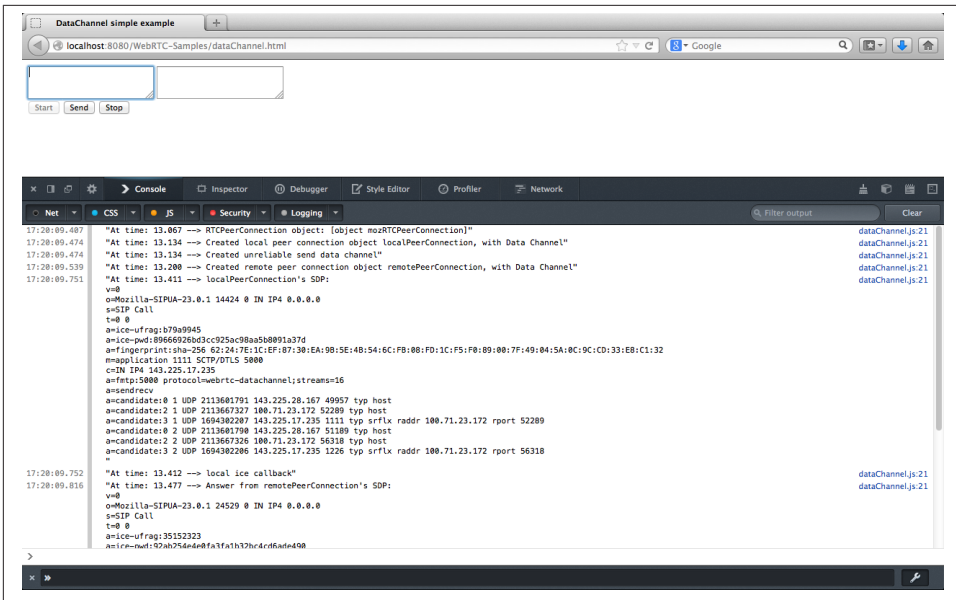 DataChannel simple example
+
localhost:8080/WebRTC-Samples/dataChannel.html
8 Google
Start Send Stop
Console Inspector Debugger Style Editor Profiler Network
Net CSS JS Security Logging Filter output Clear
17:20:09.407 "At time: 13.067 --> RTCPeerConnection object: [object mozRTCPeerConnection]" dataChannel.js:21
17:20:09.474 "At time: 13.134 --> Created local peer connection object localPeerConnection, with Data Channel" dataChannel.js:21
17:20:09.474 "At time: 13.134 --> Created unreliable send data channel" dataChannel.js:21
17:20:09.539 "At time: 13.200 --> Created remote peer connection object remotePeerConnection, with Data Channel" dataChannel.js:21
17:20:09.751 "At time: 13.411 --> localPeerConnection's SDP: dataChannel.js:21
v=0
o=Mozilla-SIPUA-23.0.1 14424 0 IN IP4 0.0.0.0
s=SIP Call
t=0 0
a=ice-ufrag:b79a9945
a=ice-pwd:89666926bd3cc925ac98aa5b8091a37d
a=fingerprint:sha-256 62:24:7E:1C:EF:87:30:EA:9B:5E:4B:54:6C:FB:08:FD:1C:F5:F0:89:00:7F:49:04:5A:0C:9C:CD:33:E8:C1:32
m=application 1111 SCTP/DTLS 5000
c=IN IP4 143.225.17.235
a=fmtp:5000 protocol=webrtc-datachannel;streams=16
a=sendrecv
a=candidate:0 1 UDP 2113601791 143.225.28.167 49957 typ host
a=candidate:2 1 UDP 2113667327 100.71.23.172 52289 typ host
a=candidate:3 1 UDP 1694302207 143.225.17.235 1111 typ srflx raddr 100.71.23.172 rport 52289
a=candidate:0 2 UDP 2113601790 143.225.28.167 51189 typ host
a=candidate:2 2 UDP 2113667326 100.71.23.172 56318 typ host
a=candidate:3 2 UDP 1694302206 143.225.17.235 1226 typ srflx raddr 100.71.23.172 rport 56318
"
17:20:09.752 "At time: 13.412 --> local ice callback" dataChannel.js:21
17:20:09.816 "At time: 13.477 --> Answer from remotePeerConnection's SDP: dataChannel.js:21
v=0
o=Mozilla-SIPUA-23.0.1 24529 0 IN IP4 0.0.0.0
s=SIP Call
t=0 0
a=ice-ufrag:35152323
a=ice-pwd:92ab254e4e0fa3fa1b32bc4cd6ade490
>
× »